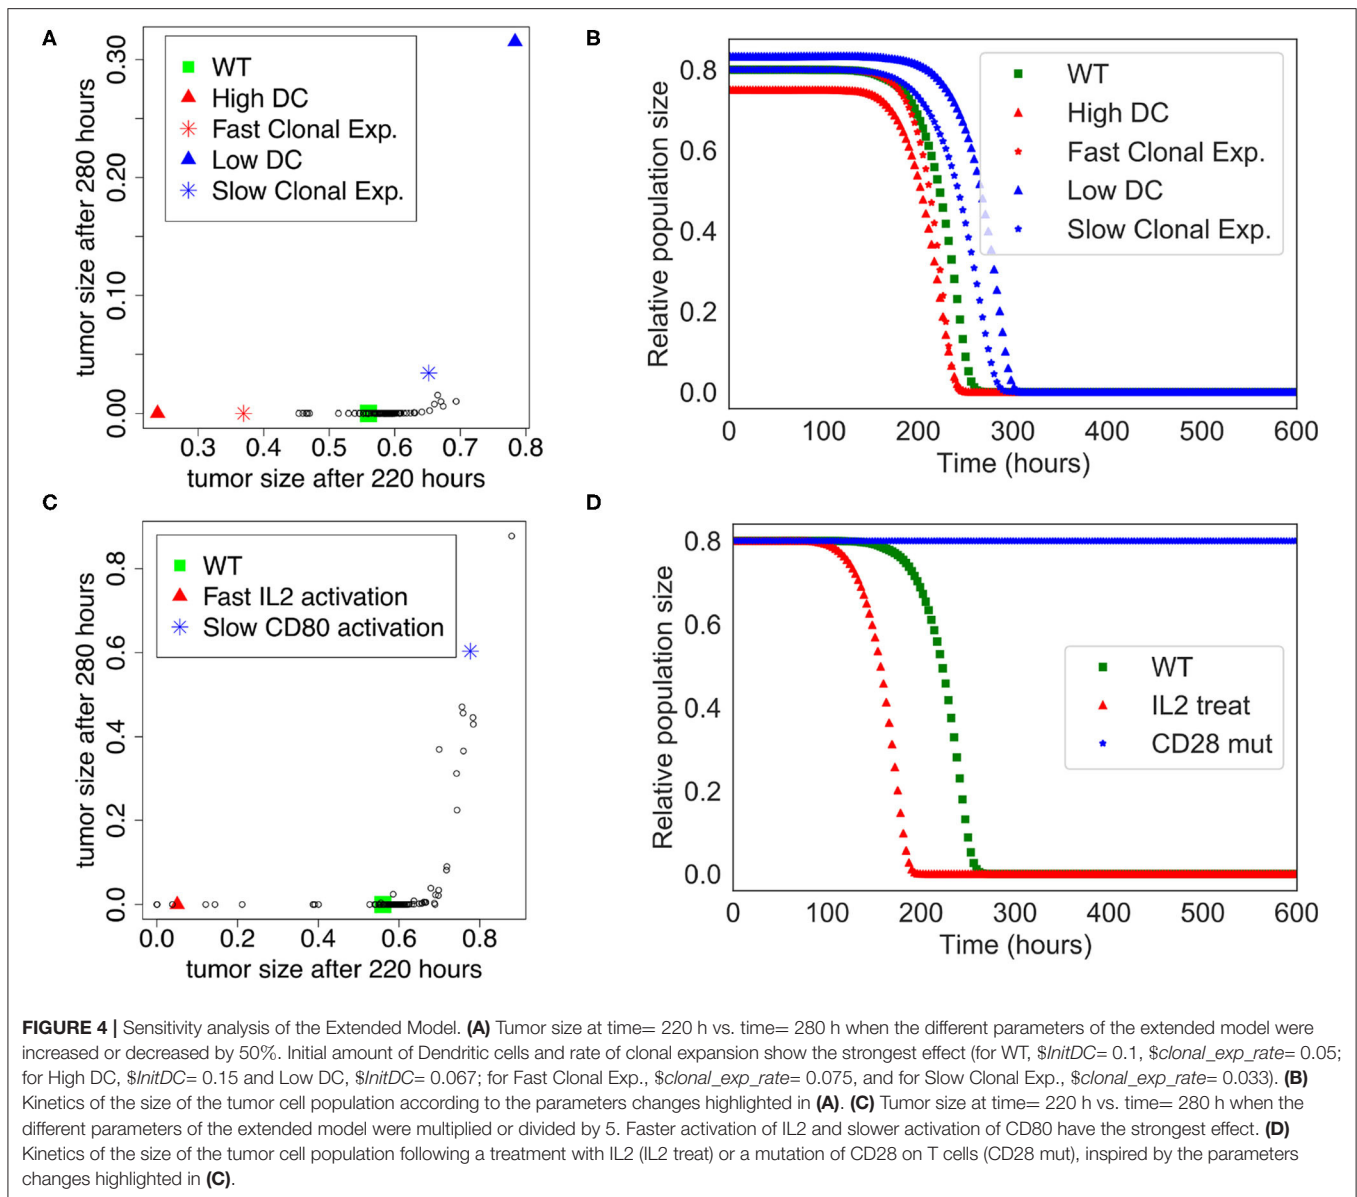 A
tumor size after 280 hours
0.00
0.10
0.20
0.30
WT
High DC
Fast Clonal Exp.
Low DC
Slow Clonal Exp.
0.3 0.4 0.5 0.6 0.7 0.8
tumor size after 220 hours
B
Relative population size
0.8
0.6
0.4
0.2
0.0
WT
High DC
Fast Clonal Exp.
Low DC
Slow Clonal Exp.
0 100 200 300 400 500 600
Time (hours)
C
tumor size after 280 hours
0.0
0.2
0.4
0.6
0.8
WT
Fast IL2 activation
Slow CD80 activation
0.0 0.2 0.4 0.6 0.8
tumor size after 220 hours
D
Relative population size
0.8
0.6
0.4
0.2
0.0
WT
IL2 treat
CD28 mut
0 100 200 300 400 500 600
Time (hours)
FIGURE 4 | Sensitivity analysis of the Extended Model. (A) Tumor size at time= 220 h vs. time= 280 h when the different parameters of the extended model were
increased or decreased by 50%. Initial amount of Dendritic cells and rate of clonal expansion show the strongest effect (for WT, $InitDC= 0.1, $clonal_exp_rate= 0.05;
for High DC, $InitDC= 0.15 and Low DC, $InitDC= 0.067; for Fast Clonal Exp., $clonal_exp_rate= 0.075, and for Slow Clonal Exp., $clonal_exp_rate= 0.033). (B)
Kinetics of the size of the tumor cell population according to the parameters changes highlighted in (A). (C) Tumor size at time= 220 h vs. time= 280 h when the
different parameters of the extended model were multiplied or divided by 5. Faster activation of IL2 and slower activation of CD80 have the strongest effect. (D)
Kinetics of the size of the tumor cell population following a treatment with IL2 (IL2 treat) or a mutation of CD28 on T cells (CD28 mut), inspired by the parameters
changes highlighted in (C).